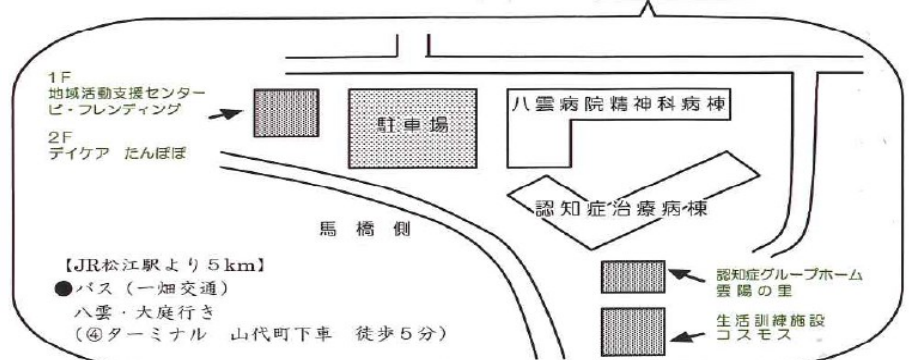 1F
地域活動支援センター
ビ・フレンディング
2F
デイケア たんぽぽ
駐車場
八雲病院精神科病棟
認知症治療病棟
馬橋側
【JR松江駅より5km】
●バス（一畑交通）
八雲・大庭行き
（④ターミナル 山代町下車 徒歩5分）
認知症グループホーム
雲陽の里
生活訓練施設
コスモス